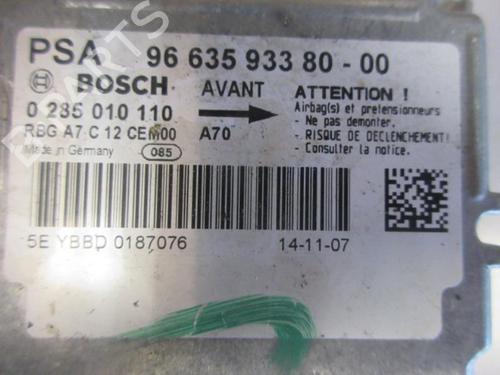 PSA 96 635 933 80-00
BOSCH AVANT
0 285 010 110
RBG A7 C 12 CEM00 A70
Made in Germany 085
ATTENTION !
Airbag(s) et pretensionneurs
- Ne pas demonter.
- RISQUE DE DECLENCHEMENT!
- Consulter la notice.
5E YBBD 0187076 14-11-07